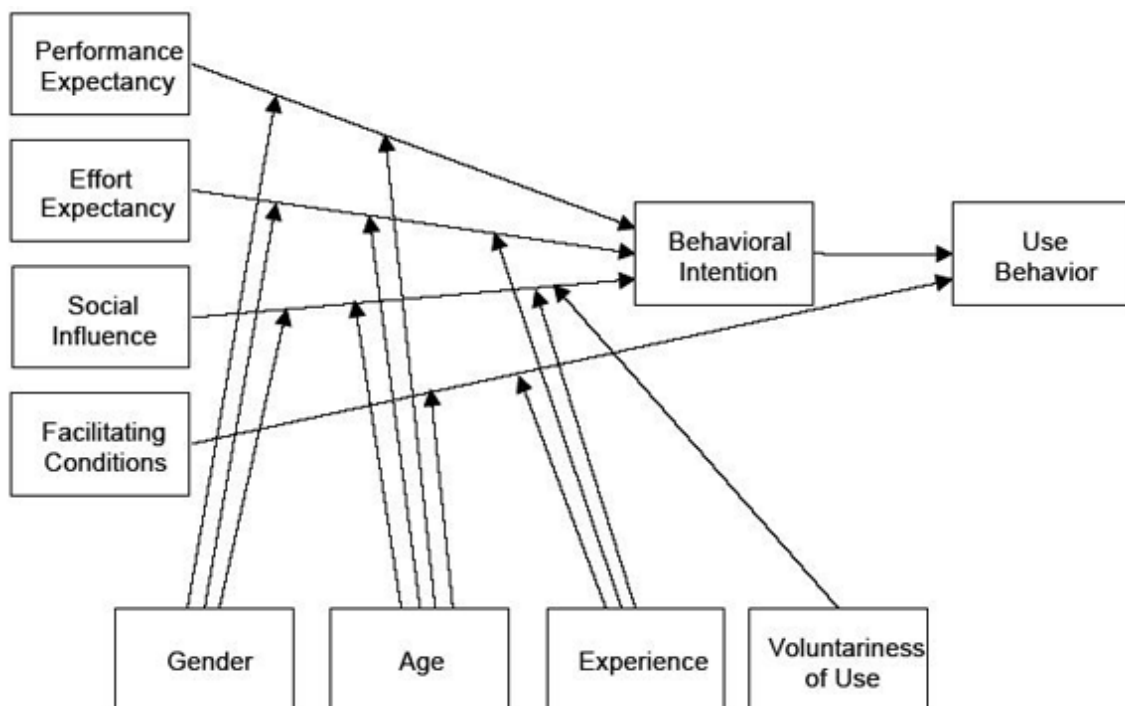 Performance
Expectancy
Effort
Expectancy
Social
Influence
Facilitating
Conditions
Behavioral
Intention
Use
Behavior
Gender
Age
Experience
Voluntariness
of Use